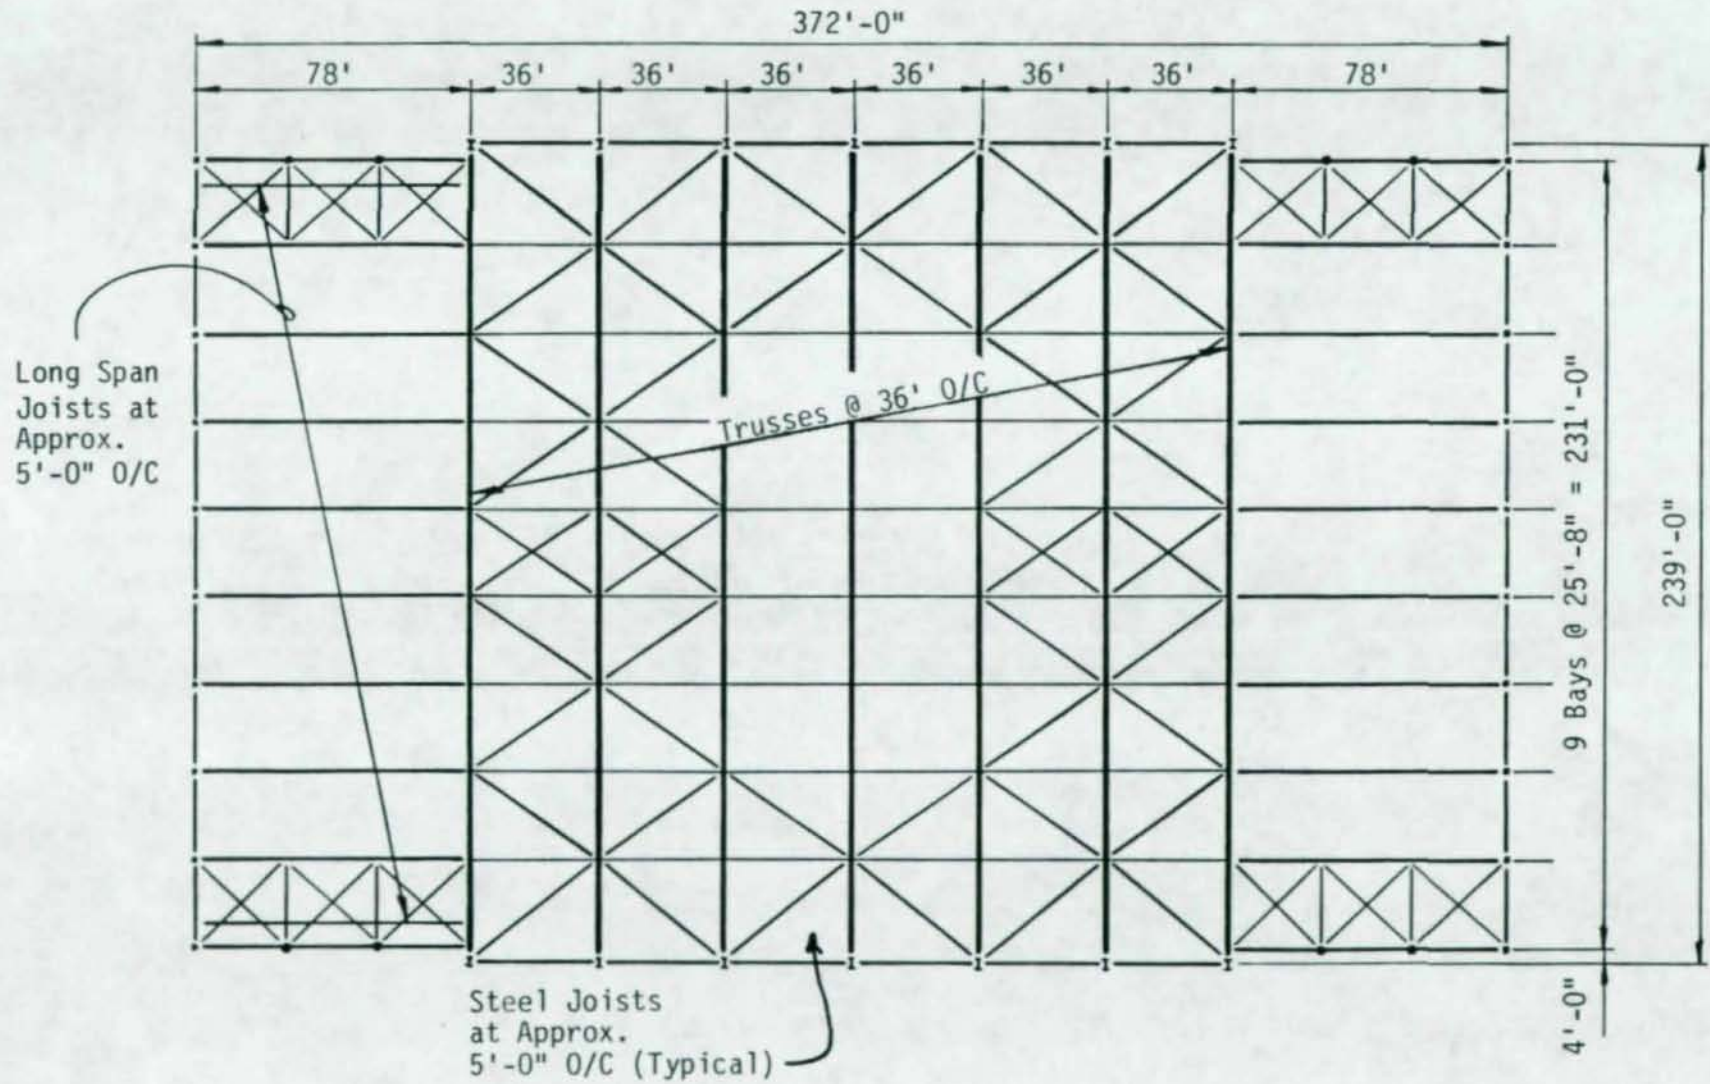 372'-0"
78' 36' 36' 36' 36' 36' 36' 78'
Long Span
Joists at
Approx.
5'-0" O/C
Trusses @ 36' O/C
9 Bays @ 25'-8" = 231'-0"
239'-0"
4'-0"
Steel Joists
at Approx.
5'-0" O/C (Typical)